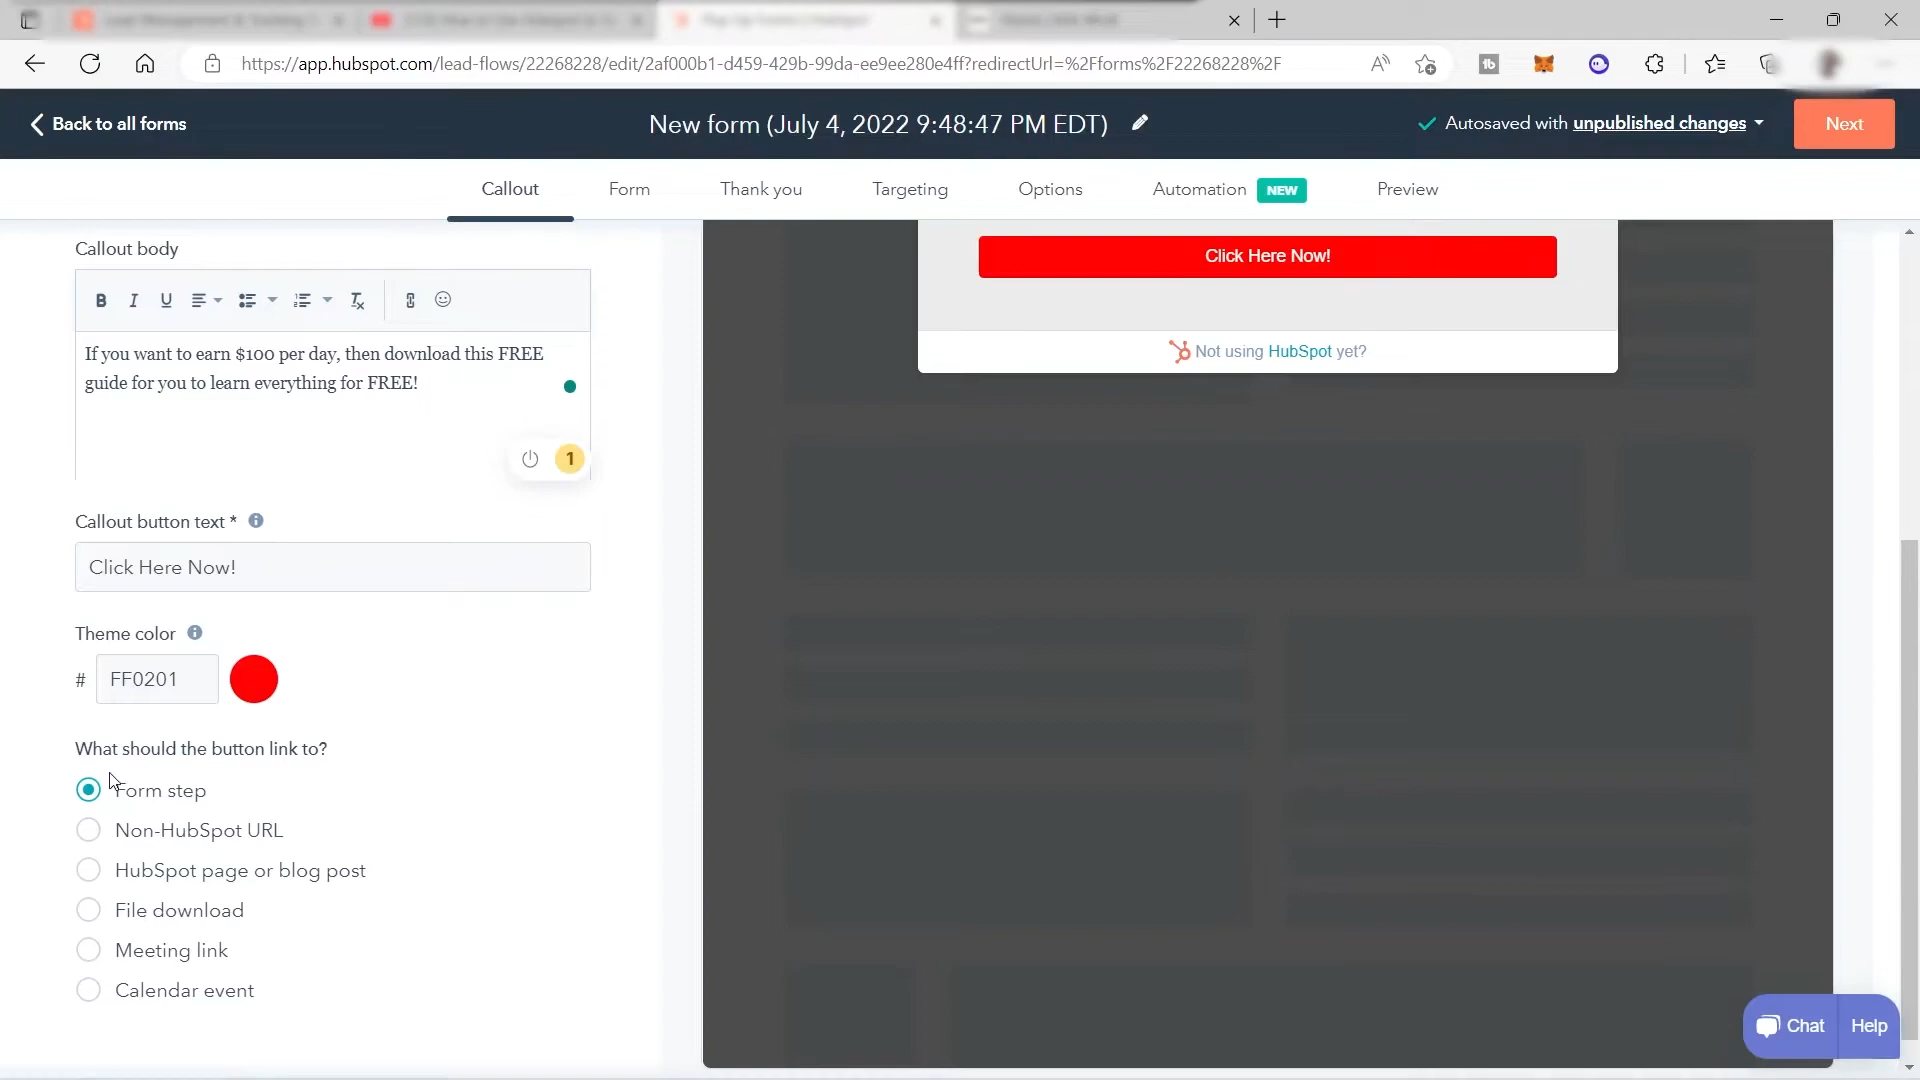 https://app.hubspot.com/lead-flows/22268228/edit/2af000b1-d459-429b-99da-ee9ee280e4ff?redirectUrl=%2Fforms%2F22268228%2F
Back to all forms
New form (July 4, 2022 9:48:47 PM EDT)
Autosaved with unpublished changes
Next
Callout
Form
Thank you
Targeting
Options
Automation NEW
Preview
Callout body
If you want to earn $100 per day, then download this FREE
guide for you to learn everything for FREE!
1
Callout button text *
Click Here Now!
Theme color
# FF0201
What should the button link to?
Form step
Non-HubSpot URL
HubSpot page or blog post
File download
Meeting link
Calendar event
Click Here Now!
Not using HubSpot yet?
Chat
Help